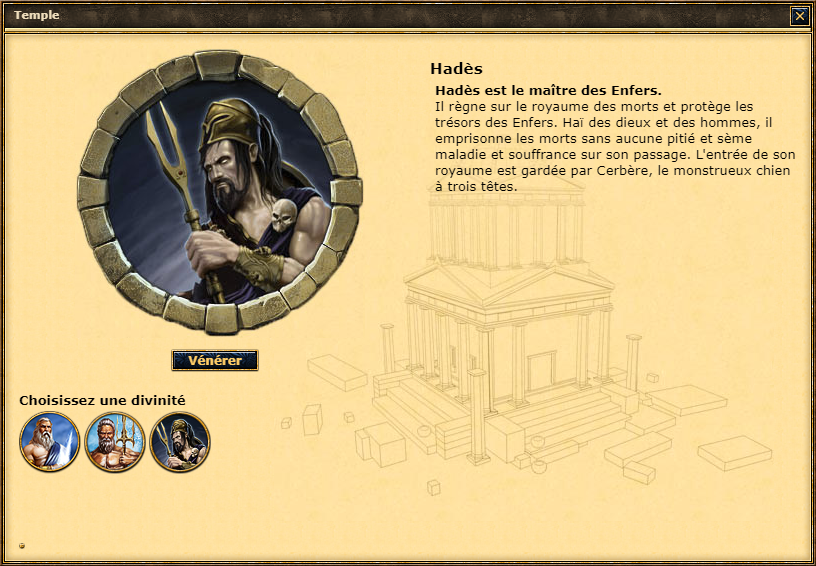 Temple
Hadès
Hadès est le maître des Enfers.
Il règne sur le royaume des morts et protège les
trésors des Enfers. Haï des dieux et des hommes, il
emprisonne les morts sans aucune pitié et sème
maladie et souffrance sur son passage. L'entrée de son
royaume est gardée par Cerbère, le monstrueux chien
à trois têtes.
Vénérer
Choisissez une divinité